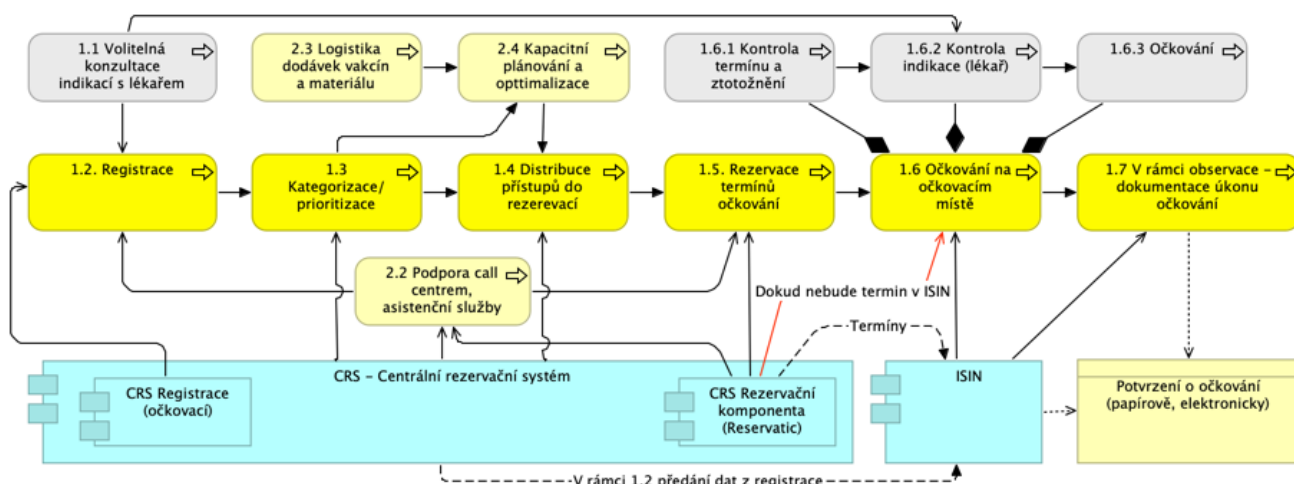 1.1 Volitelná
konzultace
indikací s lékařem
2.3 Logistika
dodávek vakcín
a materiálu
2.4 Kapacitní
plánování a
opttimalizace
1.6.1 Kontrola
termínu a
ztotožnění
1.6.2 Kontrola
indikace (lékař)
1.6.3 Očkování
1.2. Registrace
1.3
Kategorizace/
prioritizace
1.4 Distribuce
přístupů do
rezerevací
1.5. Rezervace
termínů
očkování
1.6 Očkování na
očkovacím
místě
1.7 V rámci observace –
dokumentace úkonu
očkování
2.2 Podpora call
centrem,
asistenční služby
Dokud nebude termin v ISIN
Termíny
CRS – Centrální rezervační systém
CRS Registrace
(očkovací)
CRS Rezervační
komponenta
(Reservatic)
ISIN
Potvrzení o očkování
(papírově, elektronicky)
V rámci 1.2 předání dat z registrace